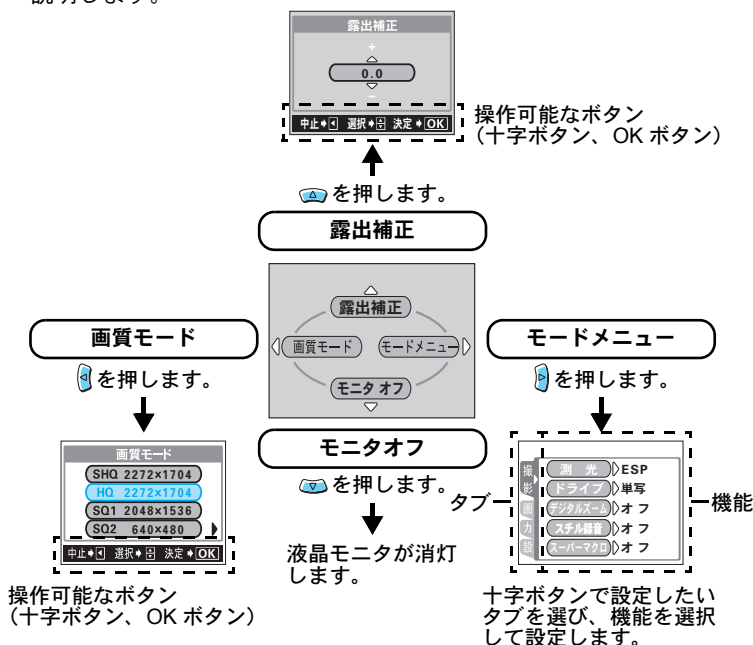 説明します。
露出補正
+
0.0
−
中止 選択 決定 OK
操作可能なボタン
（十字ボタン、OK ボタン）
を押します。
露出補正
露出補正
画質モード
モードメニュー
モニタ オフ
画質モード
を押します。
画質モード
SHQ 2272×1704
HQ 2272×1704
SQ1 2048×1536
SQ2 640×480
中止 選択 決定 OK
操作可能なボタン
（十字ボタン、OK ボタン）
モニタオフ
を押します。
液晶モニタが消灯
します。
モードメニュー
を押します。
タブ
機能
撮
影
画
カ
設
測 光 ESP
ドライブ 単写
デジタルズーム オフ
スチル録音 オフ
スーパーマクロ オフ
十字ボタンで設定したい
タブを選び、機能を選択
して設定します。